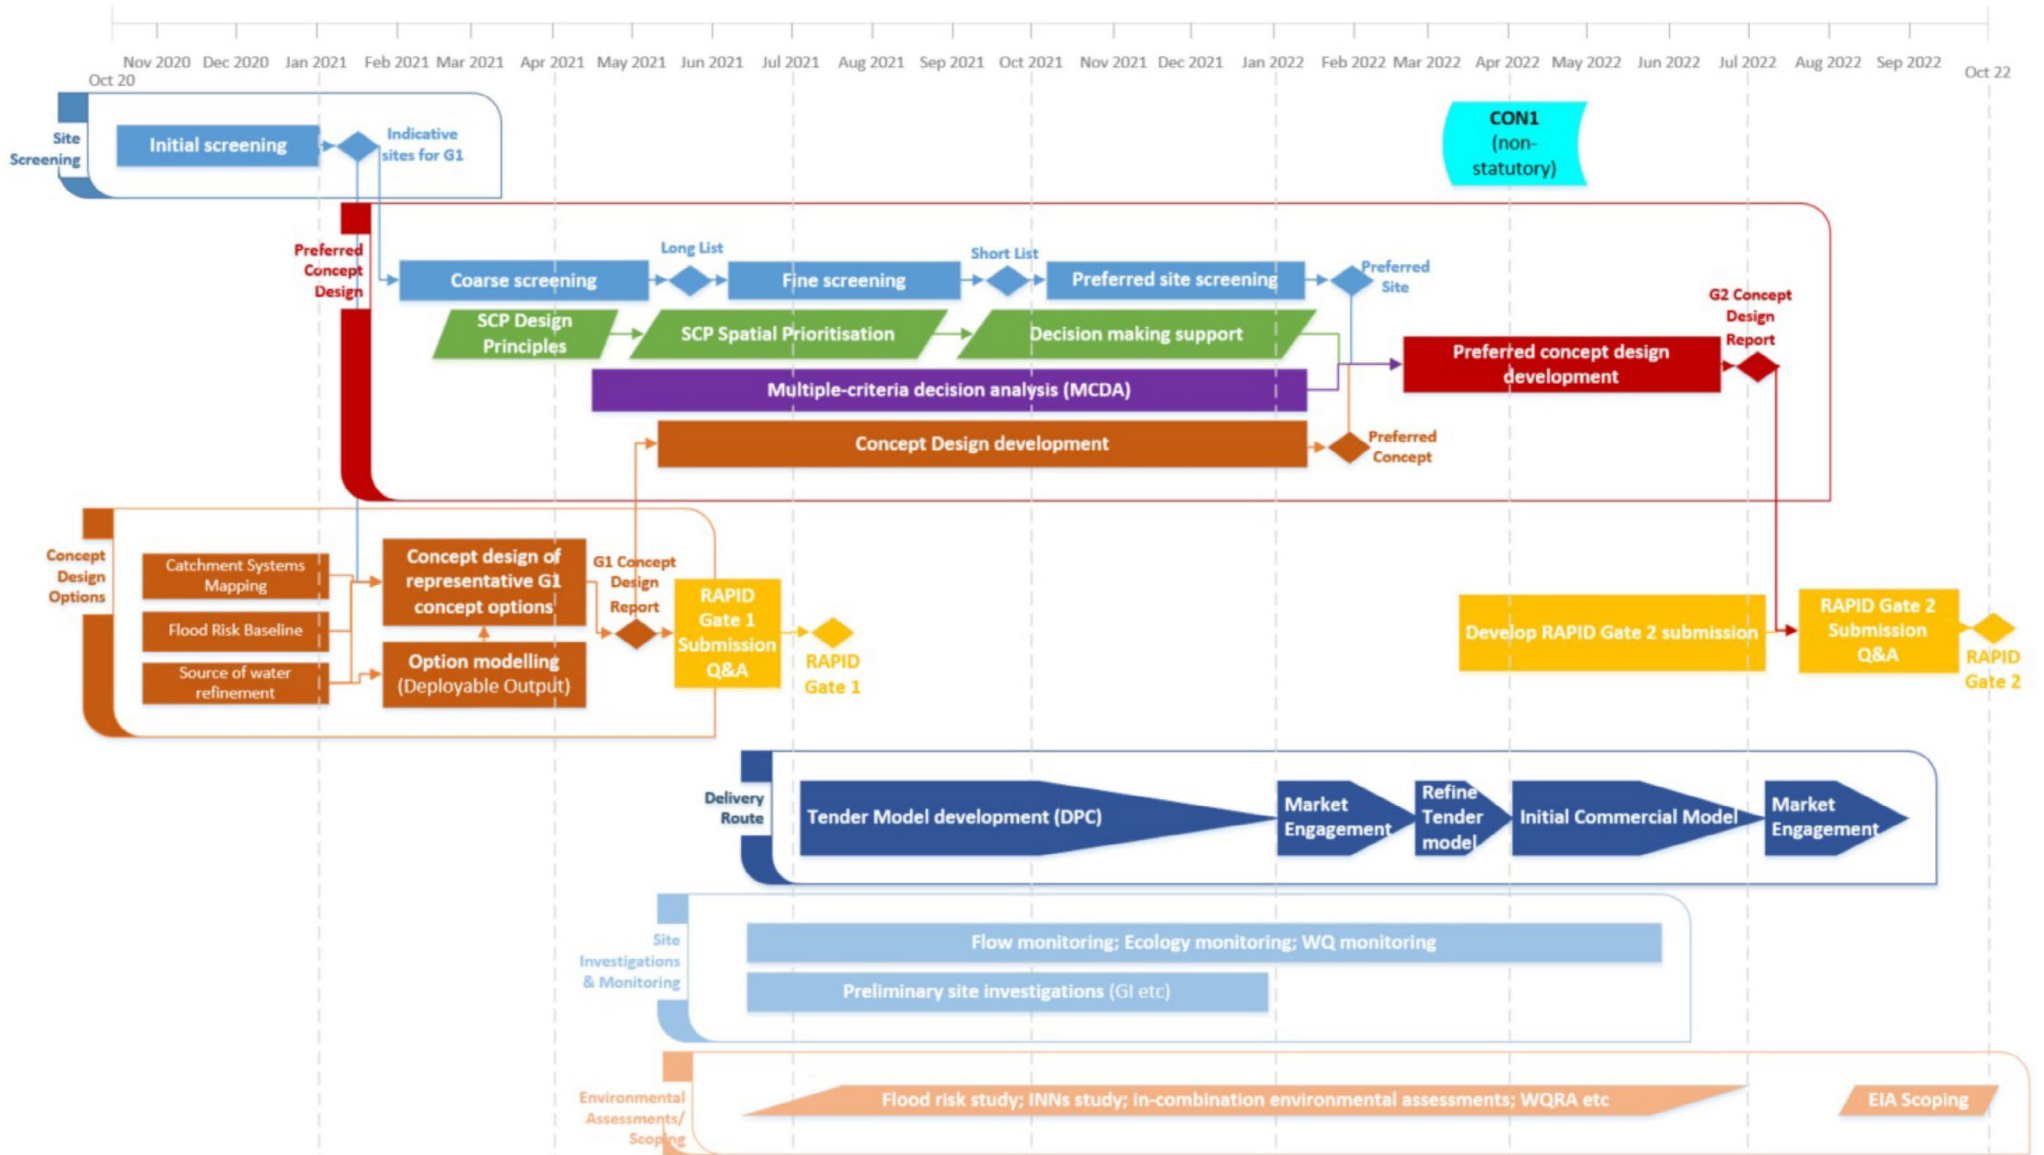 Oct 20
Nov 2020
Dec 2020
Jan 2021
Feb 2021
Mar 2021
Apr 2021
May 2021
Jun 2021
Jul 2021
Aug 2021
Sep 2021
Oct 2021
Nov 2021
Dec 2021
Jan 2022
Feb 2022
Mar 2022
Apr 2022
May 2022
Jun 2022
Jul 2022
Aug 2022
Sep 2022
Oct 22
Site
Screening
Initial screening
Indicative
sites for G1
CON1
(non-
statutory)
Preferred
Concept
Design
Coarse screening
Long List
Fine screening
Short List
Preferred site screening
Preferred
Site
SCP Design
Principles
SCP Spatial Prioritisation
Decision making support
Multiple-criteria decision analysis (MCDA)
Concept Design development
Preferred
Concept
Preferred concept design
development
G2 Concept
Design
Report
Concept
Design
Options
Catchment Systems
Mapping
Flood Risk Baseline
Source of water
refinement
Concept design of
representative G1
concept options
Option modelling
(Deployable Output)
G1 Concept
Design
Report
RAPID
Gate 1
Submission
Q&A
RAPID
Gate 1
Develop RAPID Gate 2 submission
RAPID Gate 2
Submission
Q&A
RAPID
Gate 2
Delivery
Route
Tender Model development (DPC)
Market
Engagement
Refine
Tender
model
Initial Commercial Model
Market
Engagement
Site
Investigations
& Monitoring
Flow monitoring; Ecology monitoring; WQ monitoring
Preliminary site investigations (GI etc)
Environmental
Assessments/
Scoping
Flood risk study; INNs study; in-combination environmental assessments; WQRA etc
EIA Scoping